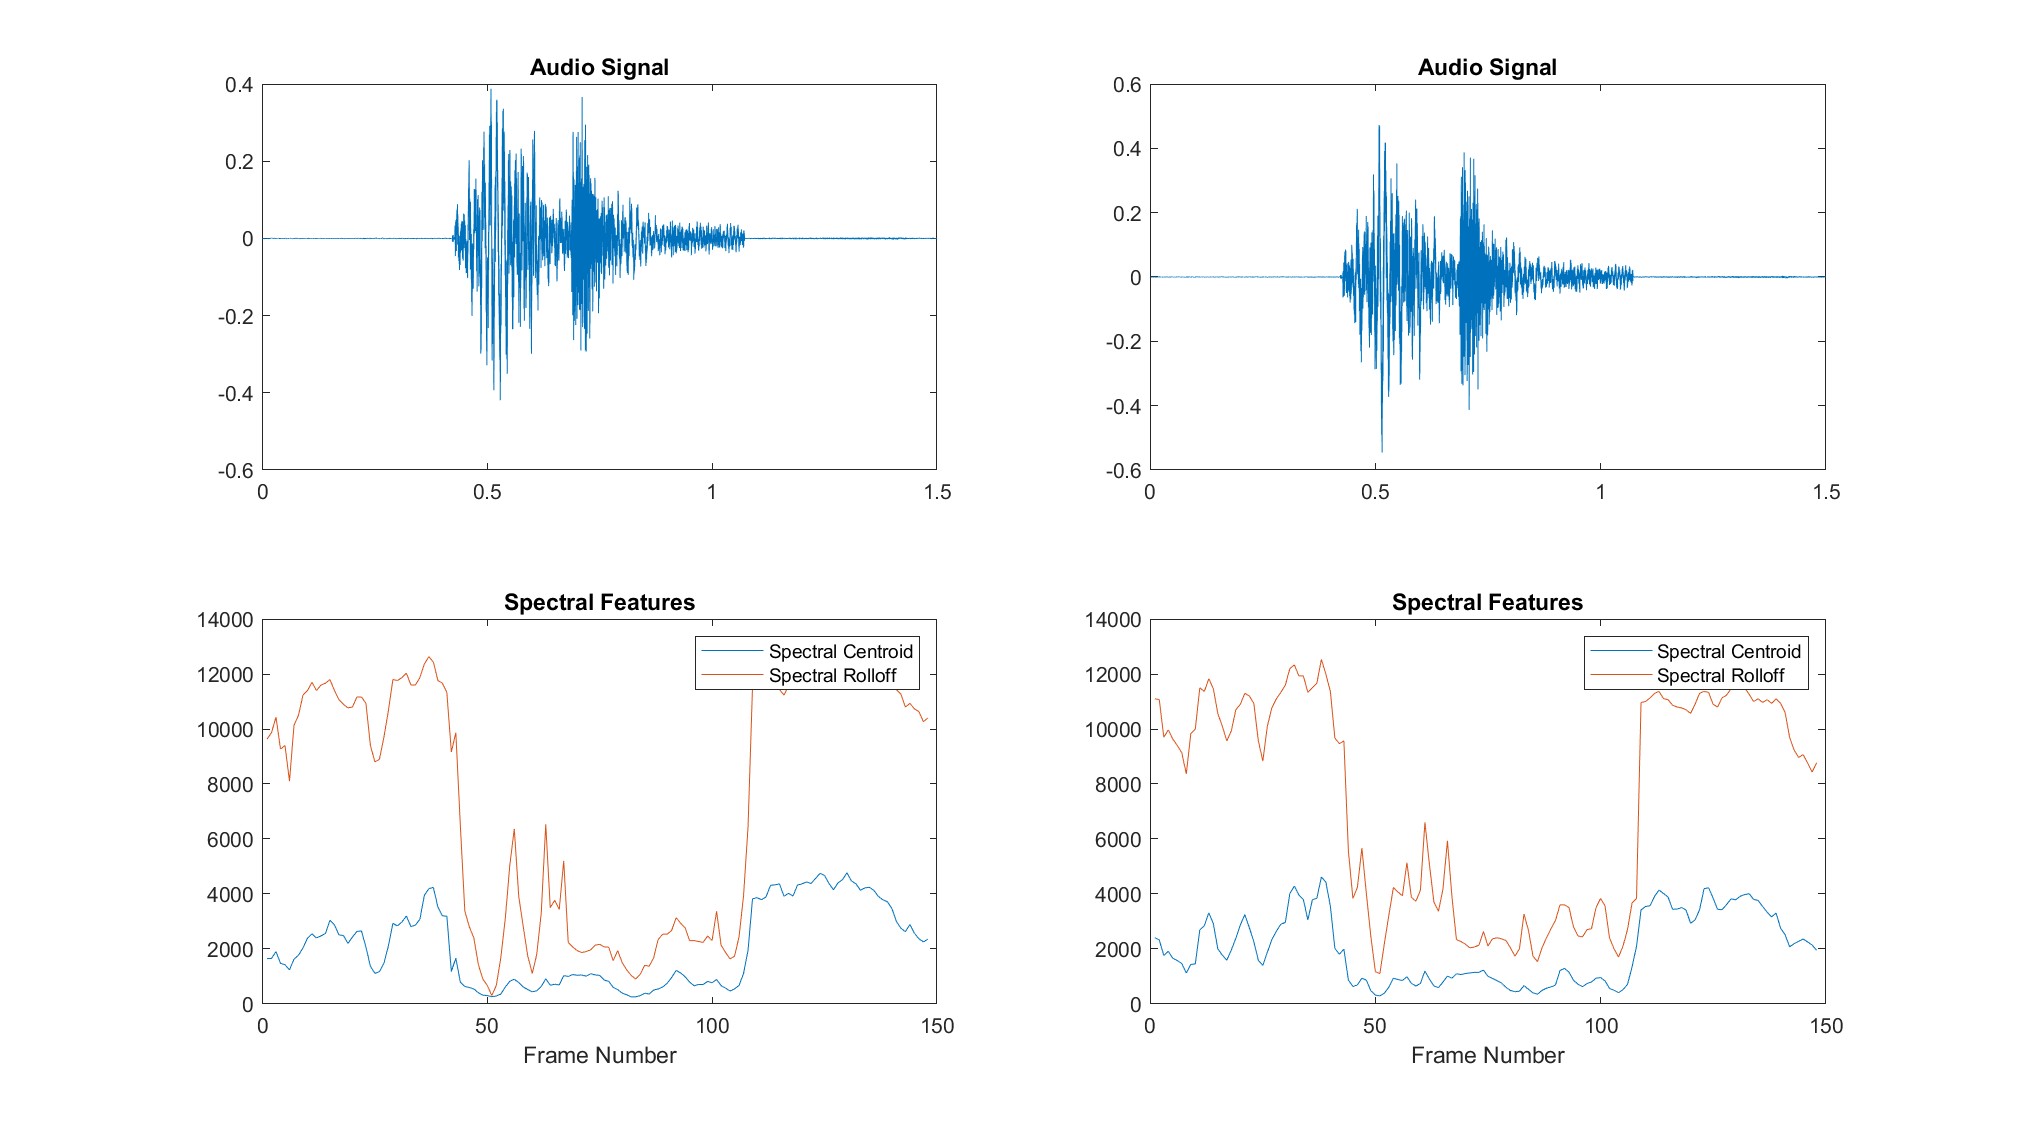 Audio Signal
0.4
0.2
0
-0.2
-0.4
-0.6
0 0.5 1 1.5
Audio Signal
0.6
0.4
0.2
0
-0.2
-0.4
-0.6
0 0.5 1 1.5
Spectral Features
14000
12000
10000
8000
6000
4000
2000
0
Spectral Centroid
Spectral Rolloff
0 50 100 150
Frame Number
Spectral Features
14000
12000
10000
8000
6000
4000
2000
0
Spectral Centroid
Spectral Rolloff
0 50 100 150
Frame Number